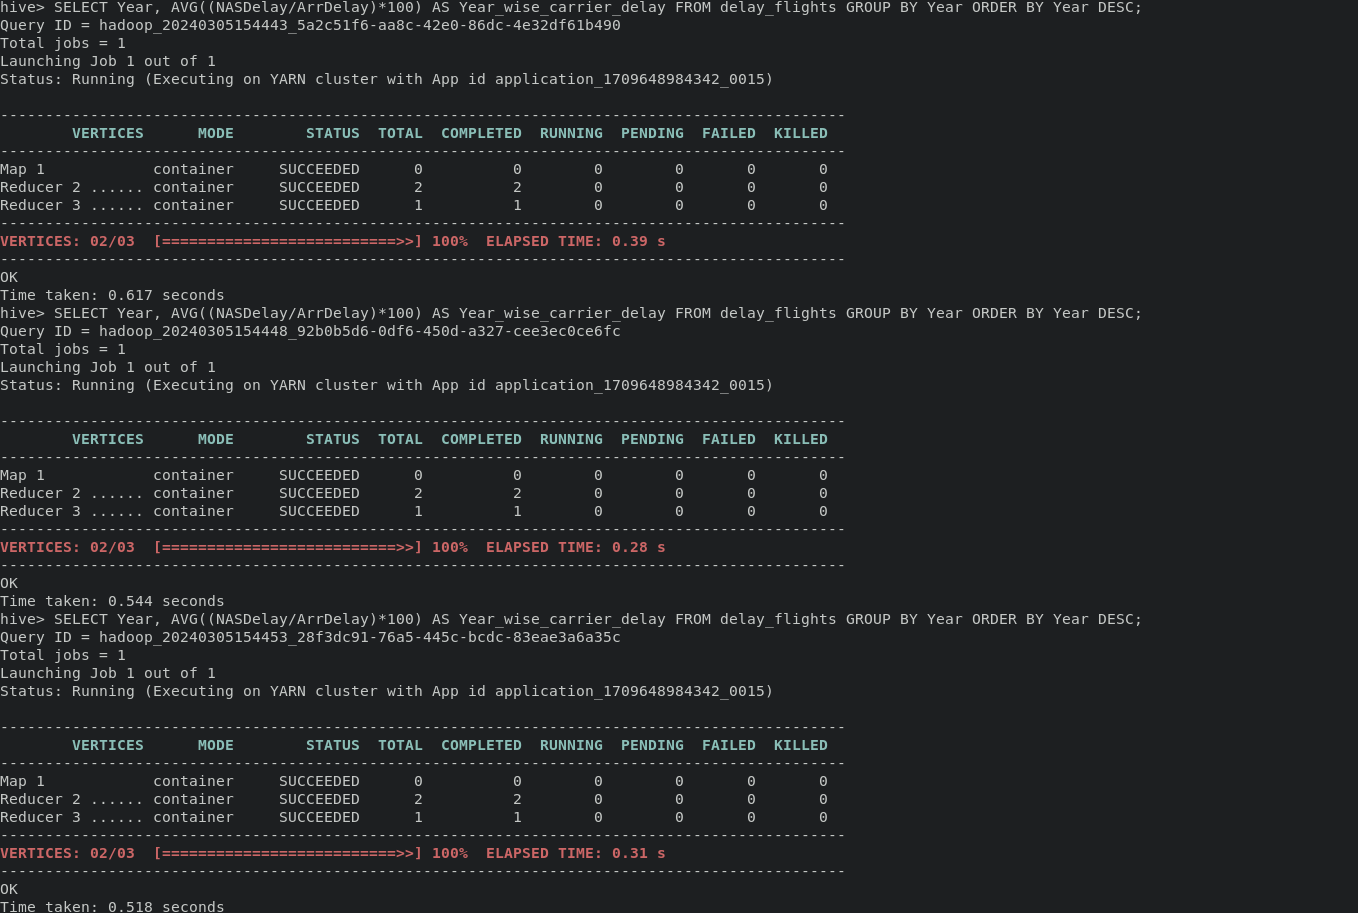 hive> SELECT Year, AVG((NASDelay/ArrDelay)*100) AS Year_wise_carrier_delay FROM delay_flights GROUP BY Year ORDER BY Year DESC;
Query ID = hadoop_20240305154443_5a2c51f6-aa8c-42e0-86dc-4e32df61b490
Total jobs = 1
Launching Job 1 out of 1
Status: Running (Executing on YARN cluster with App id application_1709648984342_0015)

----------------------------------------------------------------------------------------------
        VERTICES      MODE        STATUS  TOTAL  COMPLETED  RUNNING  PENDING  FAILED  KILLED
----------------------------------------------------------------------------------------------
Map 1            container     SUCCEEDED      0          0        0        0       0       0
Reducer 2 ...... container     SUCCEEDED      2          2        0        0       0       0
Reducer 3 ...... container     SUCCEEDED      1          1        0        0       0       0
----------------------------------------------------------------------------------------------
VERTICES: 02/03  [==========================>>] 100%  ELAPSED TIME: 0.39 s
----------------------------------------------------------------------------------------------
OK
Time taken: 0.617 seconds
hive> SELECT Year, AVG((NASDelay/ArrDelay)*100) AS Year_wise_carrier_delay FROM delay_flights GROUP BY Year ORDER BY Year DESC;
Query ID = hadoop_20240305154448_92b0b5d6-0df6-450d-a327-cee3ec0ce6fc
Total jobs = 1
Launching Job 1 out of 1
Status: Running (Executing on YARN cluster with App id application_1709648984342_0015)

----------------------------------------------------------------------------------------------
        VERTICES      MODE        STATUS  TOTAL  COMPLETED  RUNNING  PENDING  FAILED  KILLED
----------------------------------------------------------------------------------------------
Map 1            container     SUCCEEDED      0          0        0        0       0       0
Reducer 2 ...... container     SUCCEEDED      2          2        0        0       0       0
Reducer 3 ...... container     SUCCEEDED      1          1        0        0       0       0
----------------------------------------------------------------------------------------------
VERTICES: 02/03  [==========================>>] 100%  ELAPSED TIME: 0.28 s
----------------------------------------------------------------------------------------------
OK
Time taken: 0.544 seconds
hive> SELECT Year, AVG((NASDelay/ArrDelay)*100) AS Year_wise_carrier_delay FROM delay_flights GROUP BY Year ORDER BY Year DESC;
Query ID = hadoop_20240305154453_28f3dc91-76a5-445c-bcdc-83eae3a6a35c
Total jobs = 1
Launching Job 1 out of 1
Status: Running (Executing on YARN cluster with App id application_1709648984342_0015)

----------------------------------------------------------------------------------------------
        VERTICES      MODE        STATUS  TOTAL  COMPLETED  RUNNING  PENDING  FAILED  KILLED
----------------------------------------------------------------------------------------------
Map 1            container     SUCCEEDED      0          0        0        0       0       0
Reducer 2 ...... container     SUCCEEDED      2          2        0        0       0       0
Reducer 3 ...... container     SUCCEEDED      1          1        0        0       0       0
----------------------------------------------------------------------------------------------
VERTICES: 02/03  [==========================>>] 100%  ELAPSED TIME: 0.31 s
----------------------------------------------------------------------------------------------
OK
Time taken: 0.518 seconds